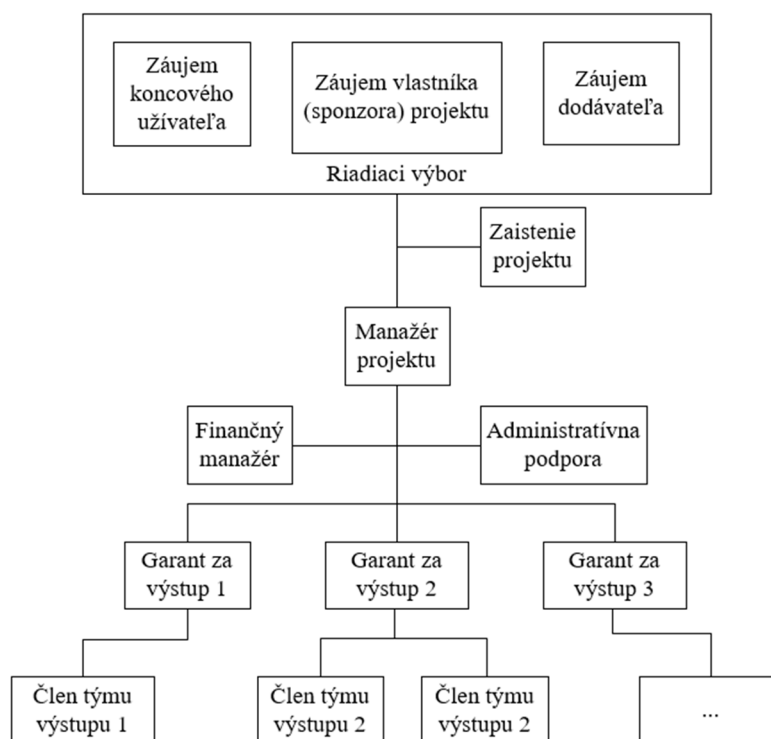 Záujem
koncového
užívateľa
Záujem vlastníka
(sponzora) projektu
Záujem
dodávateľa
Riadiaci výbor
Zaistenie
projektu
Manažér
projektu
Finančný
manažér
Administratívna
podpora
Garant za
výstup 1
Garant za
výstup 2
Garant za
výstup 3
Člen týmu
výstupu 1
Člen týmu
výstupu 2
Člen týmu
výstupu 2
...